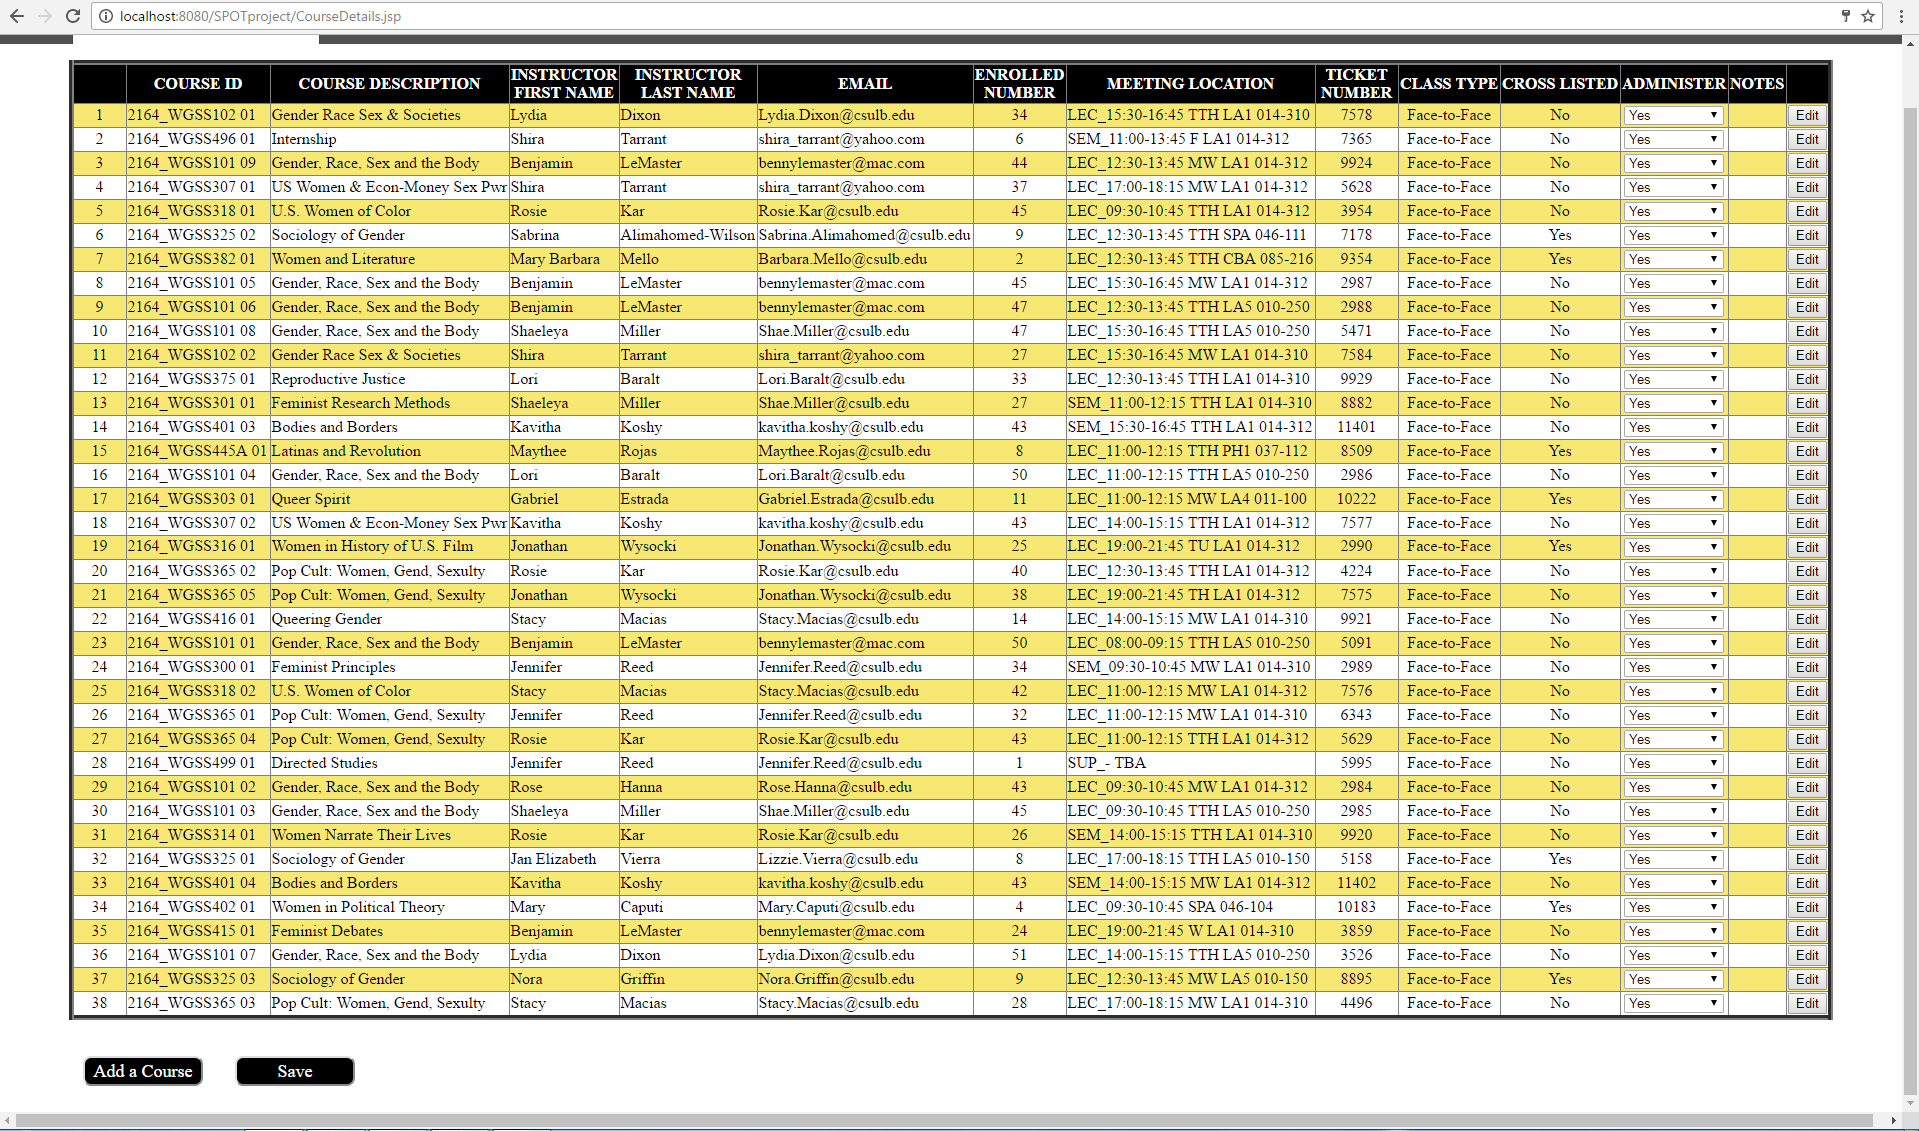 localhost:8080/SPOTproject/CourseDetails.jsp
COURSE ID COURSE DESCRIPTION INSTRUCTOR FIRST NAME INSTRUCTOR LAST NAME EMAIL ENROLLED NUMBER MEETING LOCATION TICKET NUMBER CLASS TYPE CROSS LISTED ADMINISTER NOTES
1 2164_WGSS102 01 Gender Race Sex & Societies Lydia Dixon Lydia.Dixon@csulb.edu 34 LEC_15:30-16:45 TTH LA1 014-310 7578 Face-to-Face No Yes Edit
2 2164_WGSS496 01 Internship Shira Tarrant shira_tarrant@yahoo.com 6 SEM_11:00-13:45 F LA1 014-312 7365 Face-to-Face No Yes Edit
3 2164_WGSS101 09 Gender, Race, Sex and the Body Benjamin LeMaster bennylemaster@mac.com 44 LEC_12:30-13:45 MW LA1 014-312 9924 Face-to-Face No Yes Edit
4 2164_WGSS307 01 US Women & Econ-Money Sex Pwr Shira Tarrant shira_tarrant@yahoo.com 37 LEC_17:00-18:15 MW LA1 014-312 5628 Face-to-Face No Yes Edit
5 2164_WGSS318 01 U.S. Women of Color Rosie Kar Rosie.Kar@csulb.edu 45 LEC_09:30-10:45 TTH LA1 014-312 3954 Face-to-Face No Yes Edit
6 2164_WGSS325 02 Sociology of Gender Sabrina Alimahomed-Wilson Sabrina.Alimahomed@csulb.edu 9 LEC_12:30-13:45 TTH SPA 046-111 7178 Face-to-Face Yes Yes Edit
7 2164_WGSS382 01 Women and Literature Mary Barbara Mello Barbara.Mello@csulb.edu 2 LEC_12:30-13:45 TTH CBA 085-216 9354 Face-to-Face Yes Yes Edit
8 2164_WGSS101 05 Gender, Race, Sex and the Body Benjamin LeMaster bennylemaster@mac.com 45 LEC_15:30-16:45 MW LA1 014-312 2987 Face-to-Face No Yes Edit
9 2164_WGSS101 06 Gender, Race, Sex and the Body Benjamin LeMaster bennylemaster@mac.com 47 LEC_12:30-13:45 TTH LA5 010-250 2988 Face-to-Face No Yes Edit
10 2164_WGSS101 08 Gender, Race, Sex and the Body Shaeleya Miller Shae.Miller@csulb.edu 47 LEC_15:30-16:45 TTH LA5 010-250 5471 Face-to-Face No Yes Edit
11 2164_WGSS102 02 Gender Race Sex & Societies Shira Tarrant shira_tarrant@yahoo.com 27 LEC_15:30-16:45 MW LA1 014-310 7584 Face-to-Face No Yes Edit
12 2164_WGSS375 01 Reproductive Justice Lori Baralt Lori.Baralt@csulb.edu 33 LEC_12:30-13:45 TTH LA1 014-310 9929 Face-to-Face No Yes Edit
13 2164_WGSS301 01 Feminist Research Methods Shaeleya Miller Shae.Miller@csulb.edu 27 SEM_11:00-12:15 TTH LA1 014-310 8882 Face-to-Face No Yes Edit
14 2164_WGSS401 03 Bodies and Borders Kavitha Koshy kavitha.koshy@csulb.edu 43 SEM_15:30-16:45 TTH LA1 014-312 11401 Face-to-Face No Yes Edit
15 2164_WGSS445A 01 Latinas and Revolution Maythee Rojas Maythee.Rojas@csulb.edu 8 LEC_11:00-12:15 TTH PH1 037-112 8509 Face-to-Face Yes Yes Edit
16 2164_WGSS101 04 Gender, Race, Sex and the Body Lori Baralt Lori.Baralt@csulb.edu 50 LEC_11:00-12:15 TTH LA5 010-250 2986 Face-to-Face No Yes Edit
17 2164_WGSS303 01 Queer Spirit Gabriel Estrada Gabriel.Estrada@csulb.edu 11 LEC_11:00-12:15 MW LA4 011-100 10222 Face-to-Face Yes Yes Edit
18 2164_WGSS307 02 US Women & Econ-Money Sex Pwr Kavitha Koshy kavitha.koshy@csulb.edu 43 LEC_14:00-15:15 TTH LA1 014-312 7577 Face-to-Face No Yes Edit
19 2164_WGSS316 01 Women in History of U.S. Film Jonathan Wysocki Jonathan.Wysocki@csulb.edu 25 LEC_19:00-21:45 TU LA1 014-312 2990 Face-to-Face Yes Yes Edit
20 2164_WGSS365 02 Pop Cult: Women, Gend, Sexulty Rosie Kar Rosie.Kar@csulb.edu 40 LEC_12:30-13:45 TTH LA1 014-312 4224 Face-to-Face No Yes Edit
21 2164_WGSS365 05 Pop Cult: Women, Gend, Sexulty Jonathan Wysocki Jonathan.Wysocki@csulb.edu 38 LEC_19:00-21:45 TH LA1 014-312 7575 Face-to-Face No Yes Edit
22 2164_WGSS416 01 Queering Gender Stacy Macias Stacy.Macias@csulb.edu 14 LEC_14:00-15:15 MW LA1 014-310 9921 Face-to-Face No Yes Edit
23 2164_WGSS101 01 Gender, Race, Sex and the Body Benjamin LeMaster bennylemaster@mac.com 50 LEC_08:00-09:15 TTH LA5 010-250 5091 Face-to-Face No Yes Edit
24 2164_WGSS300 01 Feminist Principles Jennifer Reed Jennifer.Reed@csulb.edu 34 SEM_09:30-10:45 MW LA1 014-310 2989 Face-to-Face No Yes Edit
25 2164_WGSS318 02 U.S. Women of Color Stacy Macias Stacy.Macias@csulb.edu 42 LEC_11:00-12:15 MW LA1 014-312 7576 Face-to-Face No Yes Edit
26 2164_WGSS365 01 Pop Cult: Women, Gend, Sexulty Jennifer Reed Jennifer.Reed@csulb.edu 32 LEC_11:00-12:15 MW LA1 014-310 6343 Face-to-Face No Yes Edit
27 2164_WGSS365 04 Pop Cult: Women, Gend, Sexulty Rosie Kar Rosie.Kar@csulb.edu 43 LEC_11:00-12:15 TTH LA1 014-312 5629 Face-to-Face No Yes Edit
28 2164_WGSS499 01 Directed Studies Jennifer Reed Jennifer.Reed@csulb.edu 1 SUP_- TBA 5995 Face-to-Face No Yes Edit
29 2164_WGSS101 02 Gender, Race, Sex and the Body Rose Hanna Rose.Hanna@csulb.edu 43 LEC_09:30-10:45 MW LA1 014-312 2984 Face-to-Face No Yes Edit
30 2164_WGSS101 03 Gender, Race, Sex and the Body Shaeleya Miller Shae.Miller@csulb.edu 45 LEC_09:30-10:45 TTH LA5 010-250 2985 Face-to-Face No Yes Edit
31 2164_WGSS314 01 Women Narrate Their Lives Rosie Kar Rosie.Kar@csulb.edu 26 SEM_14:00-15:15 TTH LA1 014-310 9920 Face-to-Face No Yes Edit
32 2164_WGSS325 01 Sociology of Gender Jan Elizabeth Vierra Lizzie.Vierra@csulb.edu 8 LEC_17:00-18:15 TTH LA5 010-150 5158 Face-to-Face Yes Yes Edit
33 2164_WGSS401 04 Bodies and Borders Kavitha Koshy kavitha.koshy@csulb.edu 43 SEM_14:00-15:15 MW LA1 014-312 11402 Face-to-Face No Yes Edit
34 2164_WGSS402 01 Women in Political Theory Mary Caputi Mary.Caputi@csulb.edu 4 LEC_09:30-10:45 SPA 046-104 10183 Face-to-Face Yes Yes Edit
35 2164_WGSS415 01 Feminist Debates Benjamin LeMaster bennylemaster@mac.com 24 LEC_19:00-21:45 W LA1 014-310 3859 Face-to-Face No Yes Edit
36 2164_WGSS101 07 Gender, Race, Sex and the Body Lydia Dixon Lydia.Dixon@csulb.edu 51 LEC_14:00-15:15 TTH LA5 010-250 3526 Face-to-Face No Yes Edit
37 2164_WGSS325 03 Sociology of Gender Nora Griffin Nora.Griffin@csulb.edu 9 LEC_12:30-13:45 MW LA5 010-150 8895 Face-to-Face Yes Yes Edit
38 2164_WGSS365 03 Pop Cult: Women, Gend, Sexulty Stacy Macias Stacy.Macias@csulb.edu 28 LEC_17:00-18:15 MW LA1 014-310 4496 Face-to-Face No Yes Edit
Add a Course Save